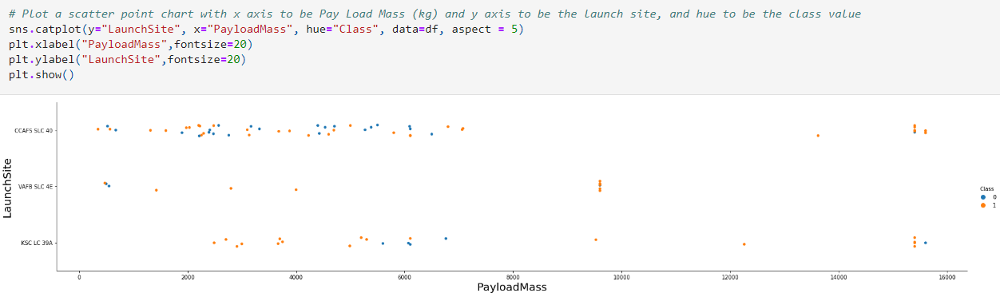 # Plot a scatter point chart with x axis to be Pay Load Mass (kg) and y axis to be the launch site, and hue to be the class value
sns.catplot(y="LaunchSite", x="PayloadMass", hue="Class", data=df, aspect = 5)
plt.xlabel("PayloadMass",fontsize=20)
plt.ylabel("LaunchSite",fontsize=20)
plt.show()
CCAFS SLC 40
VAFB SLC 4E
KSC LC 39A
LaunchSite
Class
0
1
0 2000 4000 6000 8000 10000 12000 14000 16000
PayloadMass